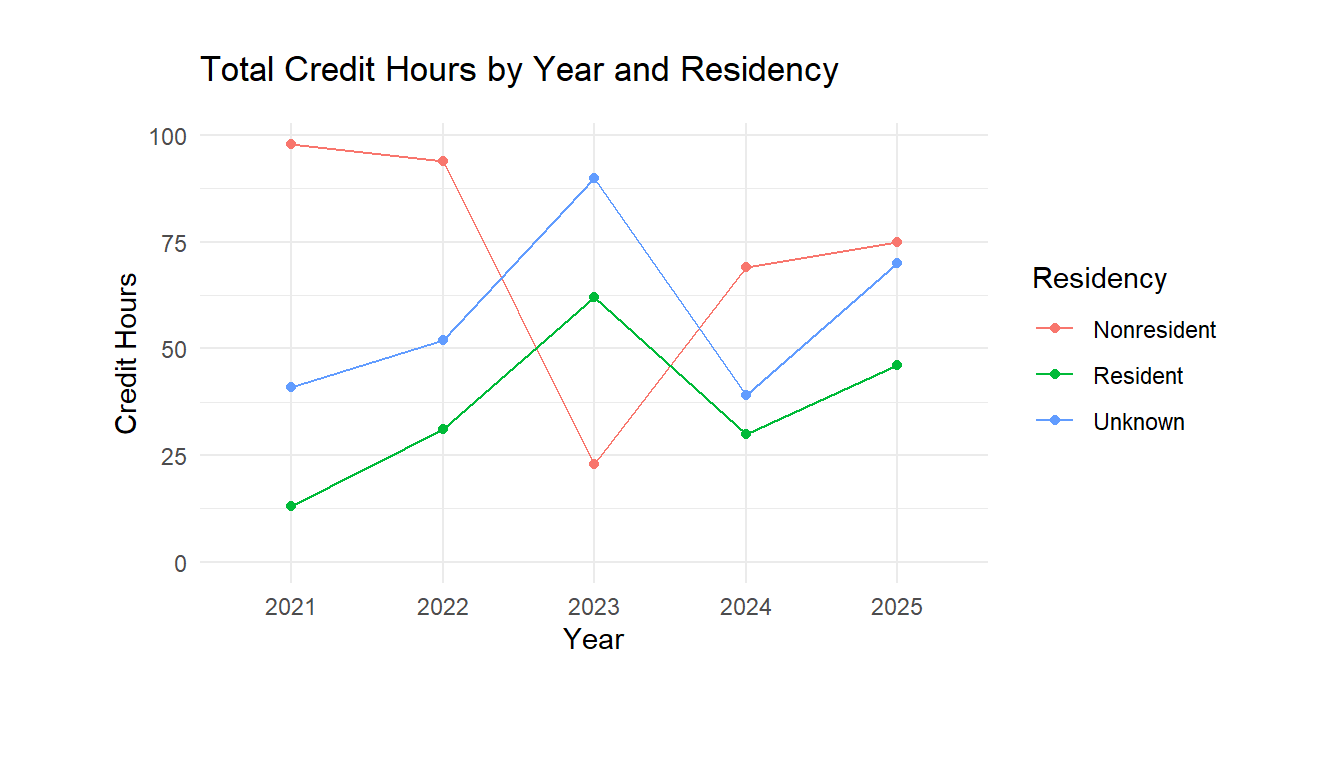 Total Credit Hours by Year and Residency
100
75
50
25
0
Credit Hours
2021 2022 2023 2024 2025
Year
Residency
Nonresident
Resident
Unknown